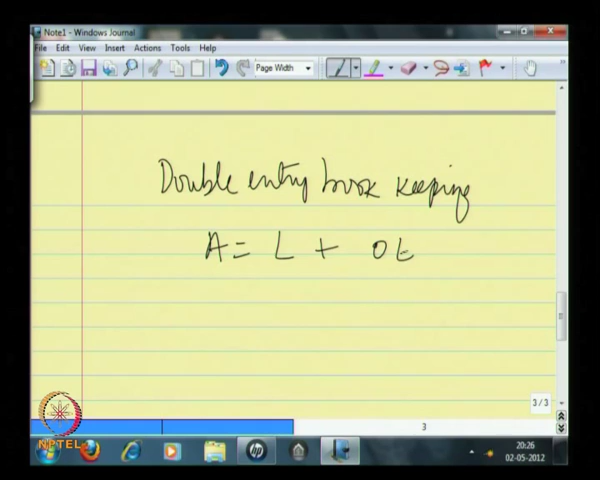 Note1 - Windows Journal
File Edit View Insert Actions Tools Help
Page Width
Double entry book keeping
A = L + OE
3 / 3
3
NPTEL
hp
20:26
02-05-2012